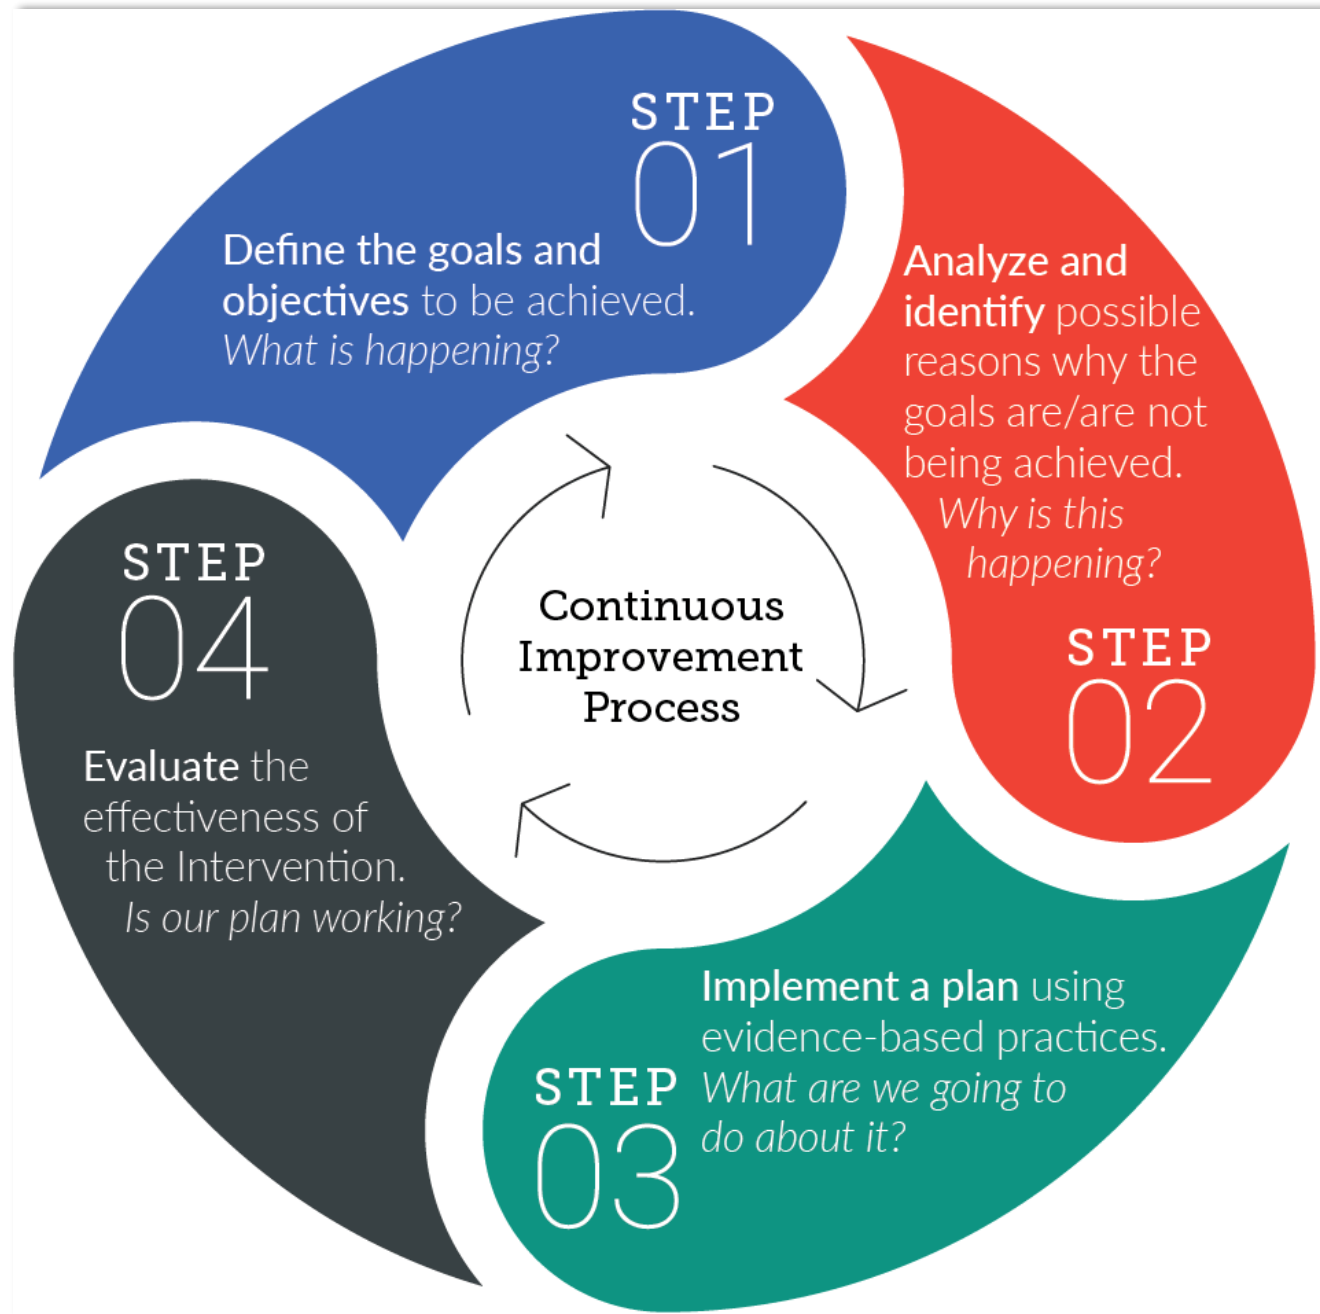 STEP
01
Define the goals and
objectives to be achieved.
What is happening?
Analyze and
identify possible
reasons why the
goals are/are not
being achieved.
Why is this
happening?
STEP
02
Implement a plan using
evidence-based practices.
What are we going to
do about it?
STEP
03
STEP
04
Evaluate the
effectiveness of
the Intervention.
Is our plan working?
Continuous
Improvement
Process